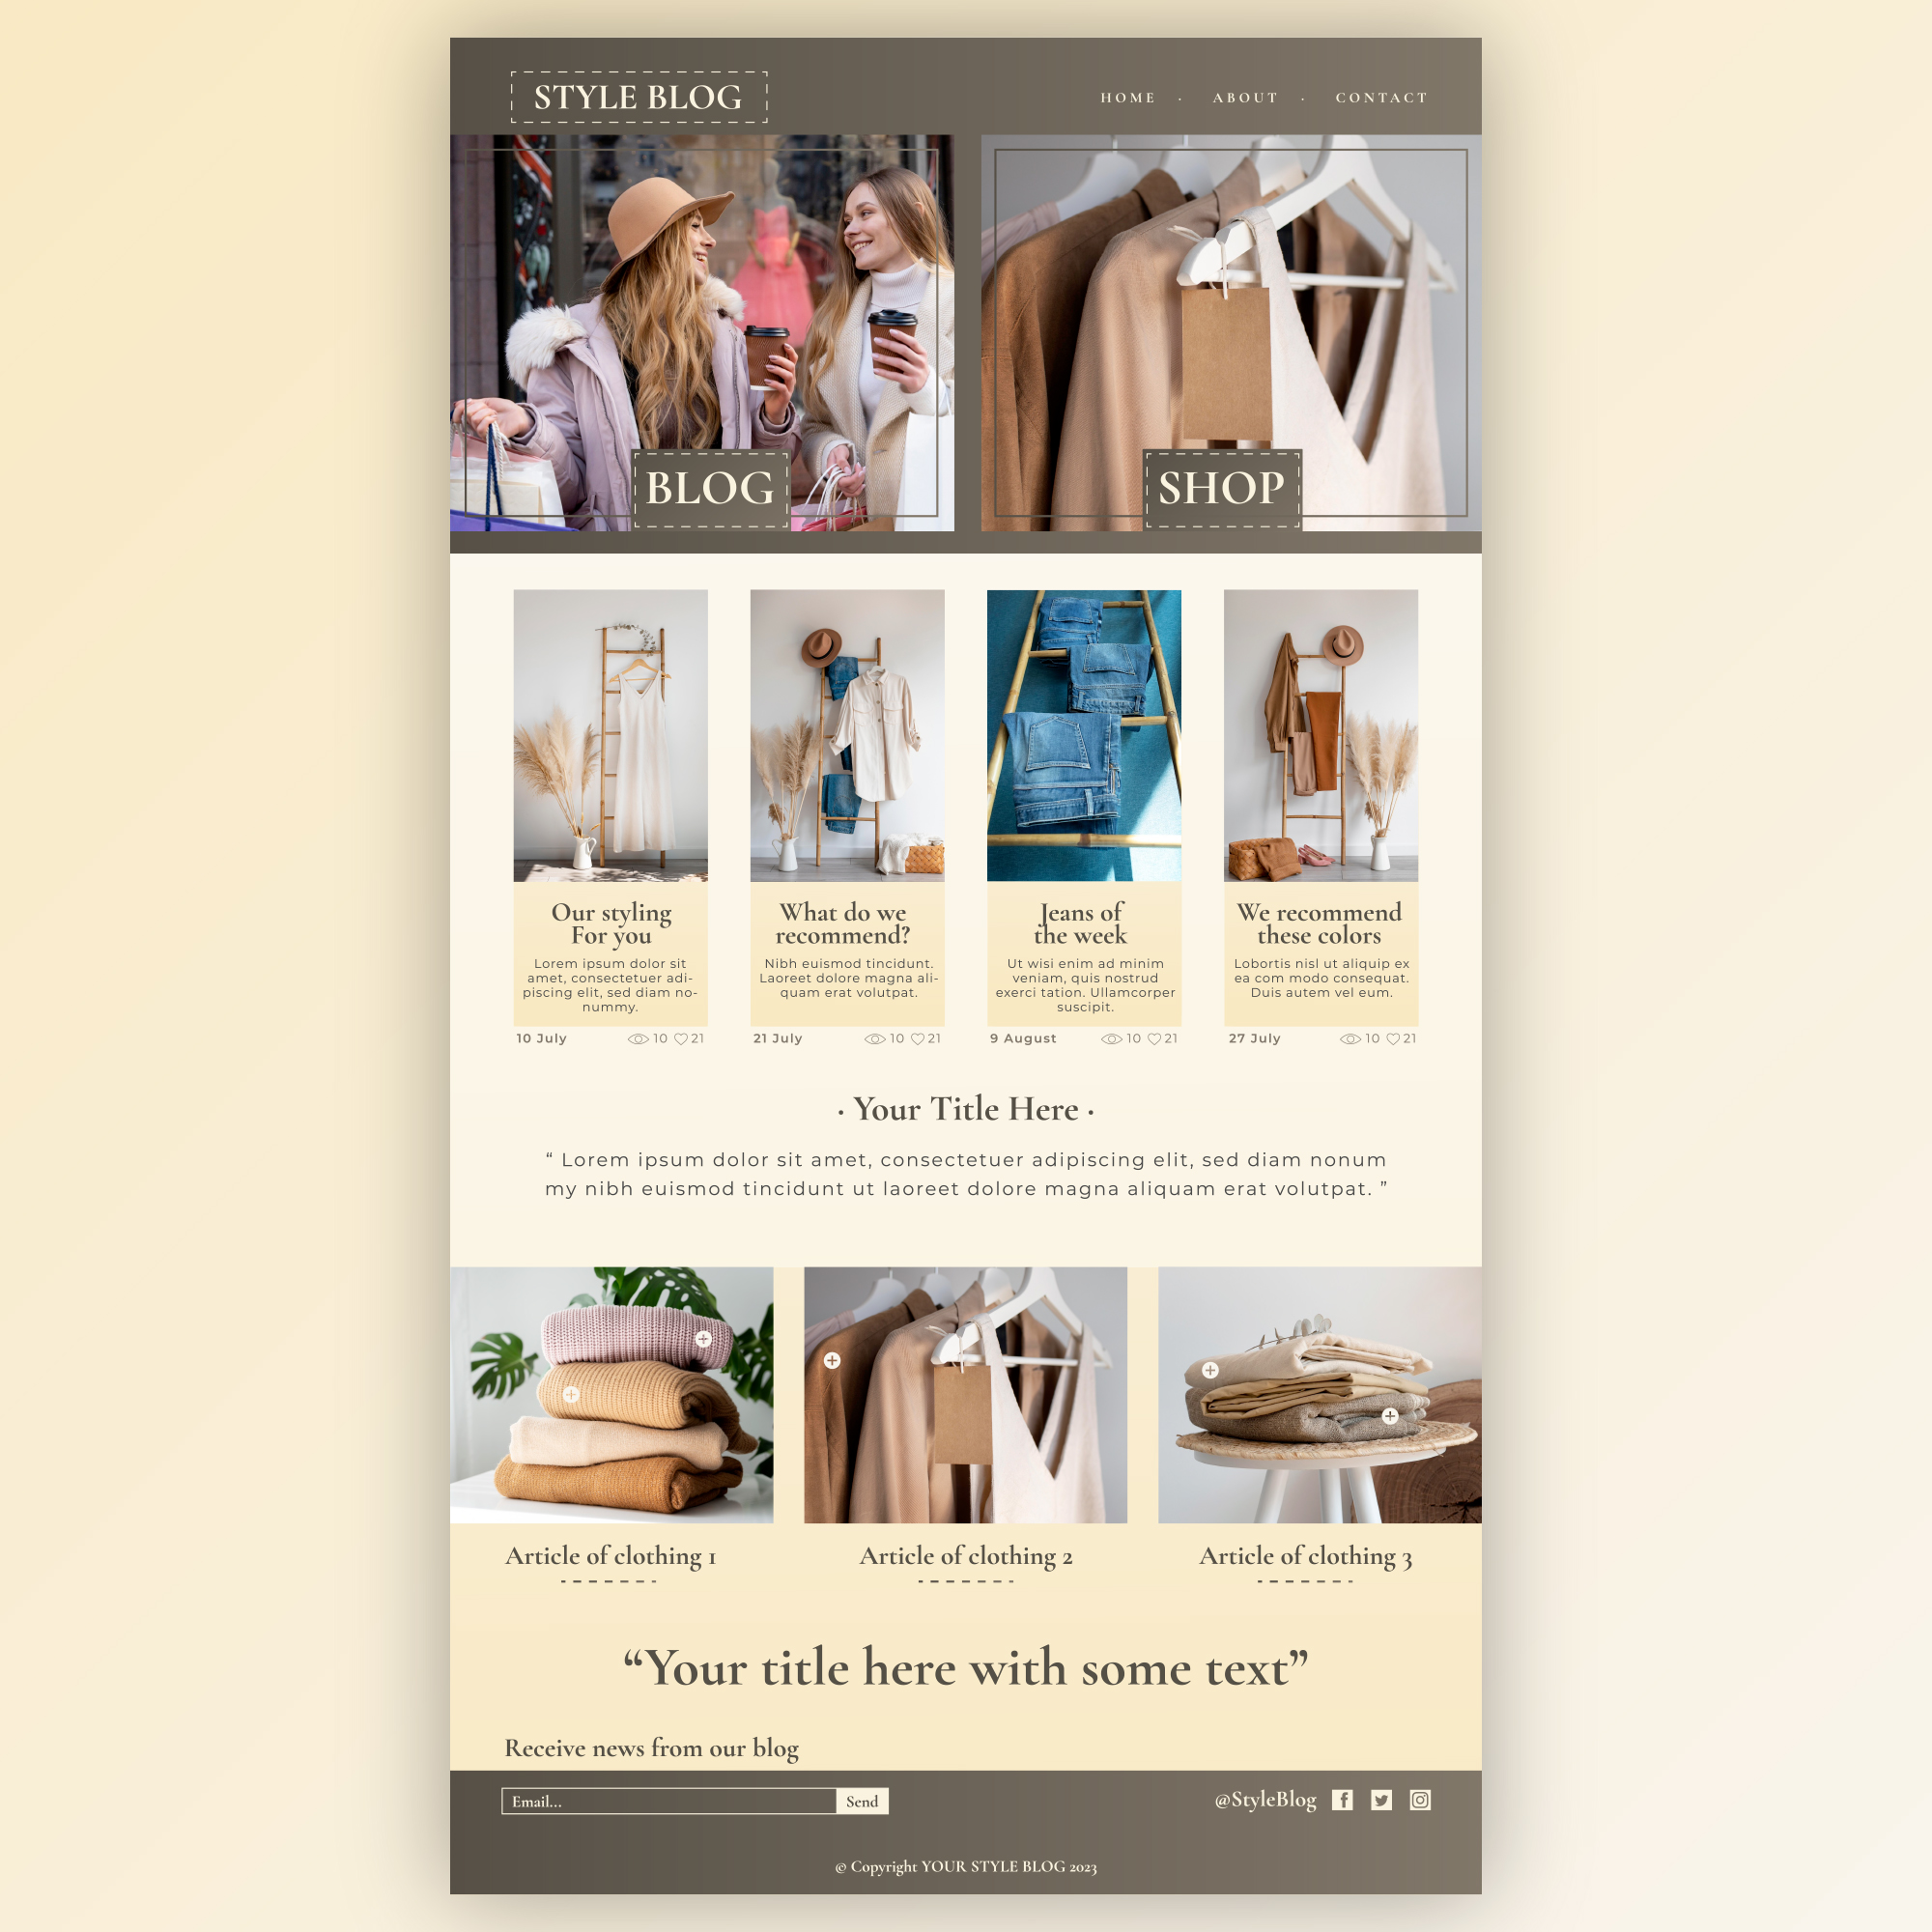 STYLE BLOG
HOME · ABOUT · CONTACT
BLOG
SHOP
Our styling
For you
Lorem ipsum dolor sit
amet, consectetuer adi-
piscing elit, sed diam no-
nummy.
10 July 10 21
What do we
recommend?
Nibh euismod tincidunt.
Laoreet dolore magna ali-
quam erat volutpat.
21 July 10 21
Jeans of
the week
Ut wisi enim ad minim
veniam, quis nostrud
exerci tation. Ullamcorper
suscipit.
9 August 10 21
We recommend
these colors
Lobortis nisl ut aliquip ex
ea com modo consequat.
Duis autem vel eum.
27 July 10 21
· Your Title Here ·
“ Lorem ipsum dolor sit amet, consectetuer adipiscing elit, sed diam nonum
my nibh euismod tincidunt ut laoreet dolore magna aliquam erat volutpat. ”
Article of clothing 1
Article of clothing 2
Article of clothing 3
“Your title here with some text”
Receive news from our blog
Email... Send
@StyleBlog
© Copyright YOUR STYLE BLOG 2023